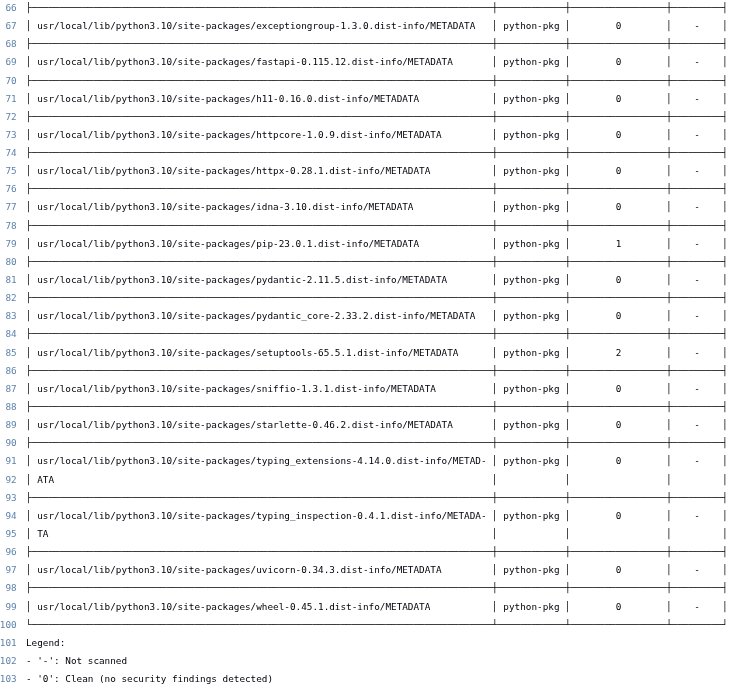 66 ├─────────────────────────────────────────────────────────────────────────────────┼────────────┼─────────────────┼─────────┤
67 │ usr/local/lib/python3.10/site-packages/exceptiongroup-1.3.0.dist-info/METADATA │ python-pkg │ 0 │ - │
68 ├─────────────────────────────────────────────────────────────────────────────────┼────────────┼─────────────────┼─────────┤
69 │ usr/local/lib/python3.10/site-packages/fastapi-0.115.12.dist-info/METADATA │ python-pkg │ 0 │ - │
70 ├─────────────────────────────────────────────────────────────────────────────────┼────────────┼─────────────────┼─────────┤
71 │ usr/local/lib/python3.10/site-packages/h11-0.16.0.dist-info/METADATA │ python-pkg │ 0 │ - │
72 ├─────────────────────────────────────────────────────────────────────────────────┼────────────┼─────────────────┼─────────┤
73 │ usr/local/lib/python3.10/site-packages/httpcore-1.0.9.dist-info/METADATA │ python-pkg │ 0 │ - │
74 ├─────────────────────────────────────────────────────────────────────────────────┼────────────┼─────────────────┼─────────┤
75 │ usr/local/lib/python3.10/site-packages/httpx-0.28.1.dist-info/METADATA │ python-pkg │ 0 │ - │
76 ├─────────────────────────────────────────────────────────────────────────────────┼────────────┼─────────────────┼─────────┤
77 │ usr/local/lib/python3.10/site-packages/idna-3.10.dist-info/METADATA │ python-pkg │ 0 │ - │
78 ├─────────────────────────────────────────────────────────────────────────────────┼────────────┼─────────────────┼─────────┤
79 │ usr/local/lib/python3.10/site-packages/pip-23.0.1.dist-info/METADATA │ python-pkg │ 1 │ - │
80 ├─────────────────────────────────────────────────────────────────────────────────┼────────────┼─────────────────┼─────────┤
81 │ usr/local/lib/python3.10/site-packages/pydantic-2.11.5.dist-info/METADATA │ python-pkg │ 0 │ - │
82 ├─────────────────────────────────────────────────────────────────────────────────┼────────────┼─────────────────┼─────────┤
83 │ usr/local/lib/python3.10/site-packages/pydantic_core-2.33.2.dist-info/METADATA │ python-pkg │ 0 │ - │
84 ├─────────────────────────────────────────────────────────────────────────────────┼────────────┼─────────────────┼─────────┤
85 │ usr/local/lib/python3.10/site-packages/setuptools-65.5.1.dist-info/METADATA │ python-pkg │ 2 │ - │
86 ├─────────────────────────────────────────────────────────────────────────────────┼────────────┼─────────────────┼─────────┤
87 │ usr/local/lib/python3.10/site-packages/sniffio-1.3.1.dist-info/METADATA │ python-pkg │ 0 │ - │
88 ├─────────────────────────────────────────────────────────────────────────────────┼────────────┼─────────────────┼─────────┤
89 │ usr/local/lib/python3.10/site-packages/starlette-0.46.2.dist-info/METADATA │ python-pkg │ 0 │ - │
90 ├─────────────────────────────────────────────────────────────────────────────────┼────────────┼─────────────────┼─────────┤
91 │ usr/local/lib/python3.10/site-packages/typing_extensions-4.14.0.dist-info/METAD- │ python-pkg │ 0 │ - │
92 │ ATA │ │ │ │
93 ├─────────────────────────────────────────────────────────────────────────────────┼────────────┼─────────────────┼─────────┤
94 │ usr/local/lib/python3.10/site-packages/typing_inspection-0.4.1.dist-info/METADA- │ python-pkg │ 0 │ - │
95 │ TA │ │ │ │
96 ├─────────────────────────────────────────────────────────────────────────────────┼────────────┼─────────────────┼─────────┤
97 │ usr/local/lib/python3.10/site-packages/uvicorn-0.34.3.dist-info/METADATA │ python-pkg │ 0 │ - │
98 ├─────────────────────────────────────────────────────────────────────────────────┼────────────┼─────────────────┼─────────┤
99 │ usr/local/lib/python3.10/site-packages/wheel-0.45.1.dist-info/METADATA │ python-pkg │ 0 │ - │
100 └─────────────────────────────────────────────────────────────────────────────────┴────────────┴─────────────────┴─────────┘
101 Legend:
102 - '-': Not scanned
103 - '0': Clean (no security findings detected)